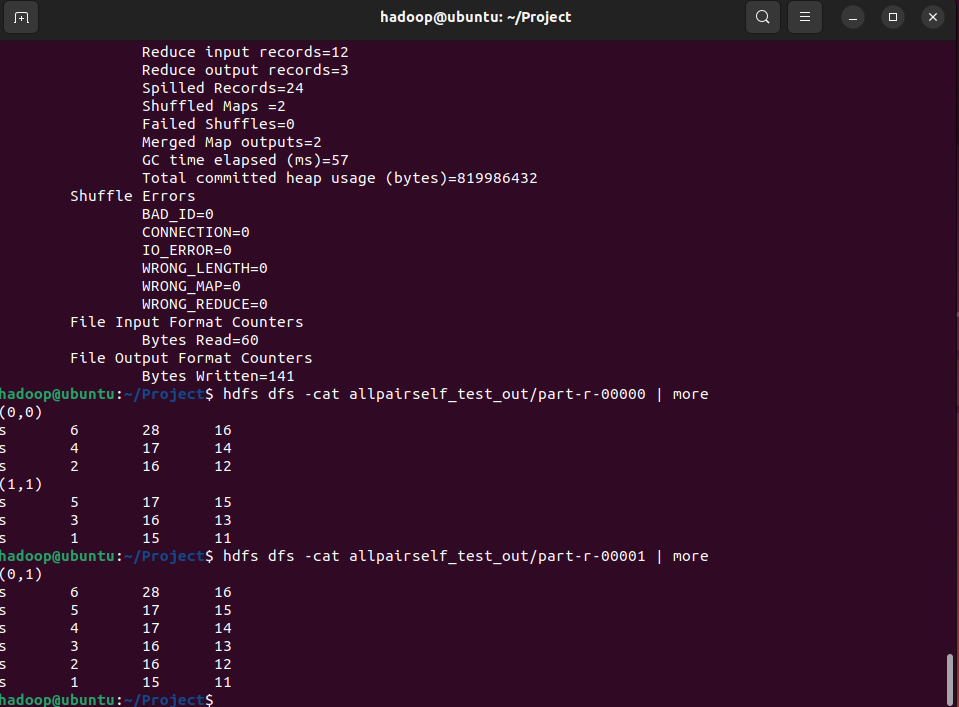 hadoop@ubuntu: ~/Project
Reduce input records=12
Reduce output records=3
Spilled Records=24
Shuffled Maps =2
Failed Shuffles=0
Merged Map outputs=2
GC time elapsed (ms)=57
Total committed heap usage (bytes)=819986432
Shuffle Errors
BAD_ID=0
CONNECTION=0
IO_ERROR=0
WRONG_LENGTH=0
WRONG_MAP=0
WRONG_REDUCE=0
File Input Format Counters
Bytes Read=60
File Output Format Counters
Bytes Written=141
hadoop@ubuntu:~/Project$ hdfs dfs -cat allpairself_test_out/part-r-00000 | more
(0,0)
s 6 28 16
s 4 17 14
s 2 16 12
(1,1)
s 5 17 15
s 3 16 13
s 1 15 11
hadoop@ubuntu:~/Project$ hdfs dfs -cat allpairself_test_out/part-r-00001 | more
(0,1)
s 6 28 16
s 5 17 15
s 4 17 14
s 3 16 13
s 2 16 12
s 1 15 11
hadoop@ubuntu:~/Project$